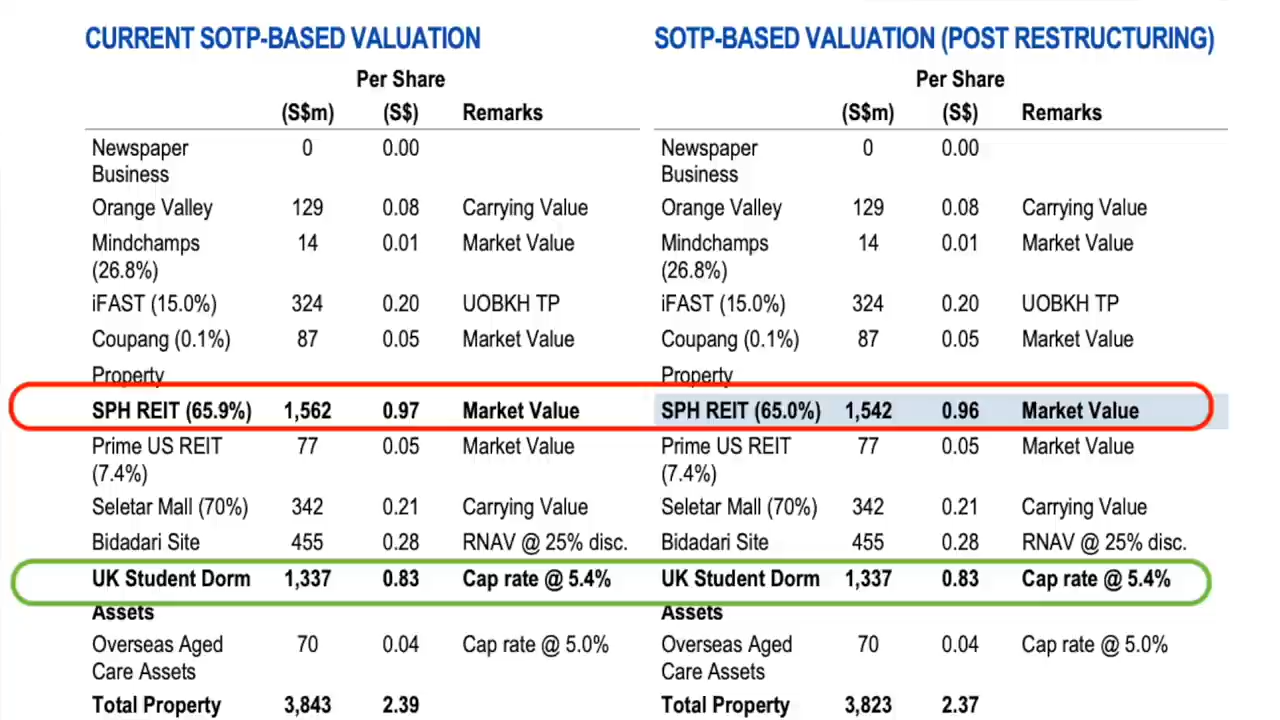 CURRENT SOTP-BASED VALUATION
Per Share
(S$m) (S$) Remarks
Newspaper 0 0.00
Business
Orange Valley 129 0.08 Carrying Value
Mindchamps 14 0.01 Market Value
(26.8%)
iFAST (15.0%) 324 0.20 UOBKH TP
Coupang (0.1%) 87 0.05 Market Value
Property
SPH REIT (65.9%) 1,562 0.97 Market Value
Prime US REIT 77 0.05 Market Value
(7.4%)
Seletar Mall (70%) 342 0.21 Carrying Value
Bidadari Site 455 0.28 RNAV @ 25% disc.
UK Student Dorm 1,337 0.83 Cap rate @ 5.4%
Assets
Overseas Aged 70 0.04 Cap rate @ 5.0%
Care Assets
Total Property 3,843 2.39
SOTP-BASED VALUATION (POST RESTRUCTURING)
Per Share
(S$m) (S$) Remarks
Newspaper 0 0.00
Business
Orange Valley 129 0.08 Carrying Value
Mindchamps 14 0.01 Market Value
(26.8%)
iFAST (15.0%) 324 0.20 UOBKH TP
Coupang (0.1%) 87 0.05 Market Value
Property
SPH REIT (65.0%) 1,542 0.96 Market Value
Prime US REIT 77 0.05 Market Value
(7.4%)
Seletar Mall (70%) 342 0.21 Carrying Value
Bidadari Site 455 0.28 RNAV @ 25% disc.
UK Student Dorm 1,337 0.83 Cap rate @ 5.4%
Assets
Overseas Aged 70 0.04 Cap rate @ 5.0%
Care Assets
Total Property 3,823 2.37